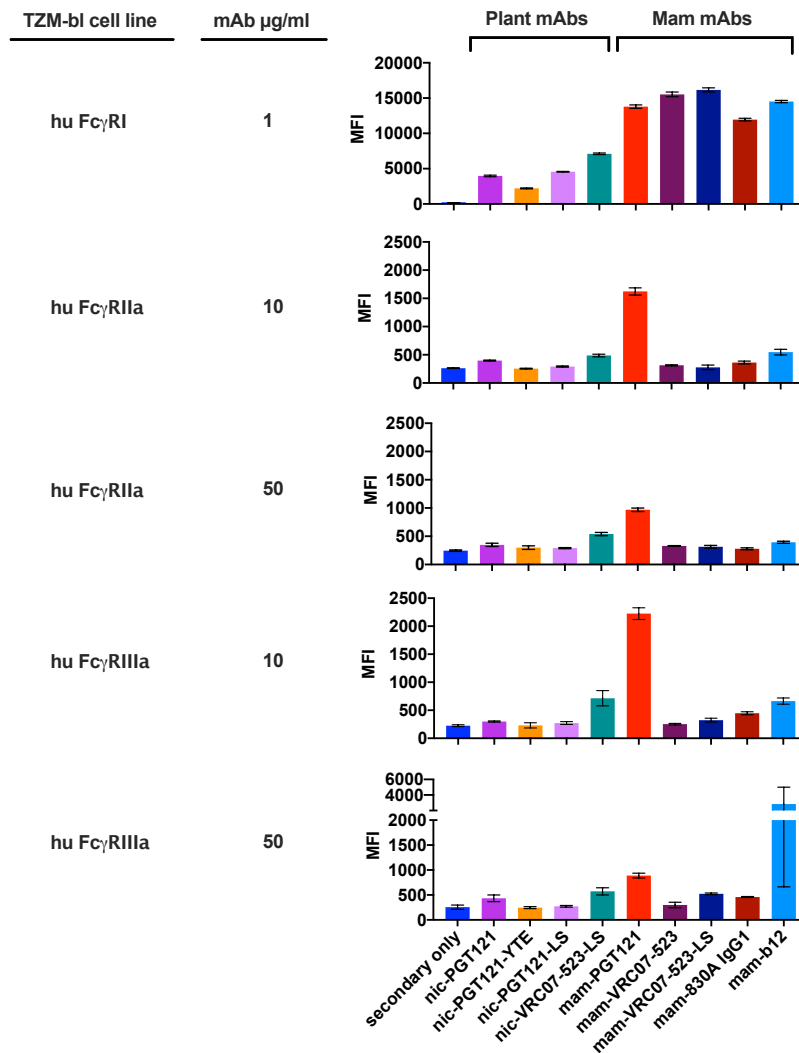 TZM-bl cell line mAb µg/ml Plant mAbs Mam mAbs
hu FcγRI 1
MFI
20000
15000
10000
5000
0
hu FcγRIIa 10
MFI
2500
2000
1500
1000
500
0
hu FcγRIIa 50
MFI
2500
2000
1500
1000
500
0
hu FcγRIIIa 10
MFI
2500
2000
1500
1000
500
0
hu FcγRIIIa 50
MFI
6000
4000
2000
1500
1000
500
0
secondary only
nic-PGT121
nic-PGT121-YTE
nic-PGT121-LS
nic-VRC07-523-LS
mam-PGT121
mam-VRC07-523
mam-VRC07-523-LS
mam-830A IgG1
mam-b12